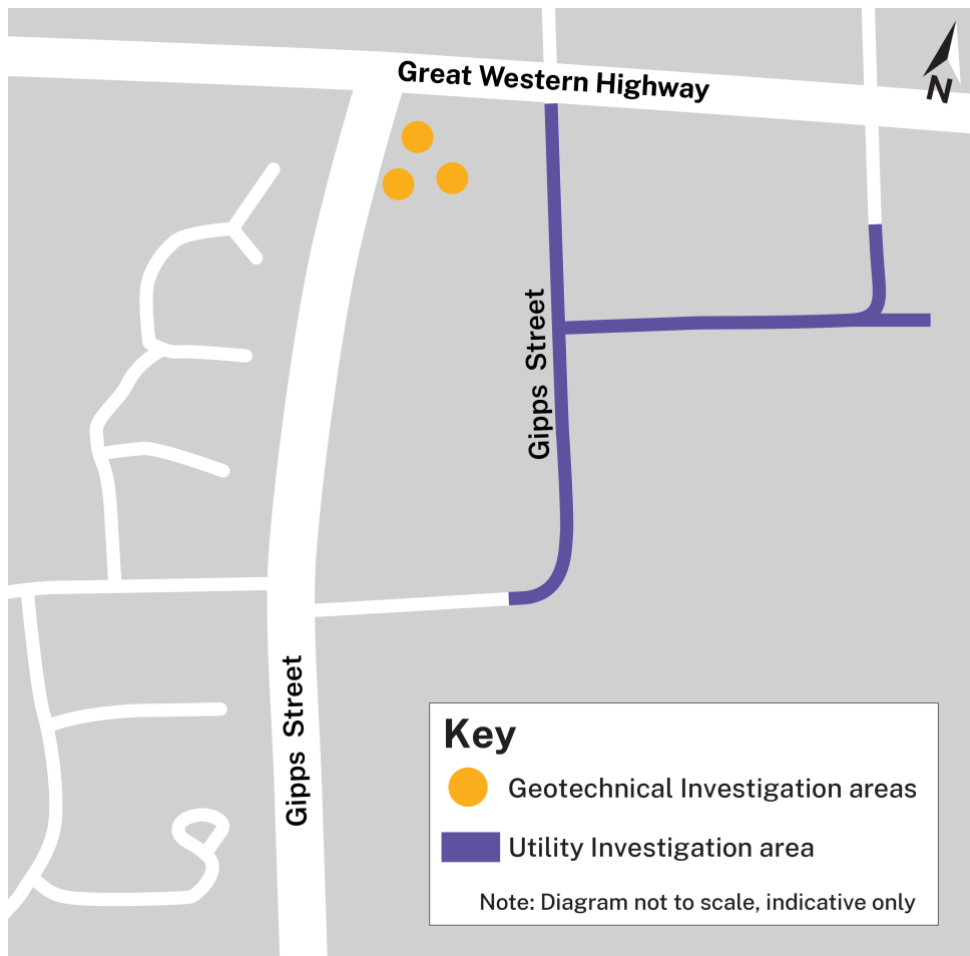 N
Great Western Highway
Gipps Street
Gipps Street
Key
Geotechnical Investigation areas
Utility Investigation area
Note: Diagram not to scale, indicative only